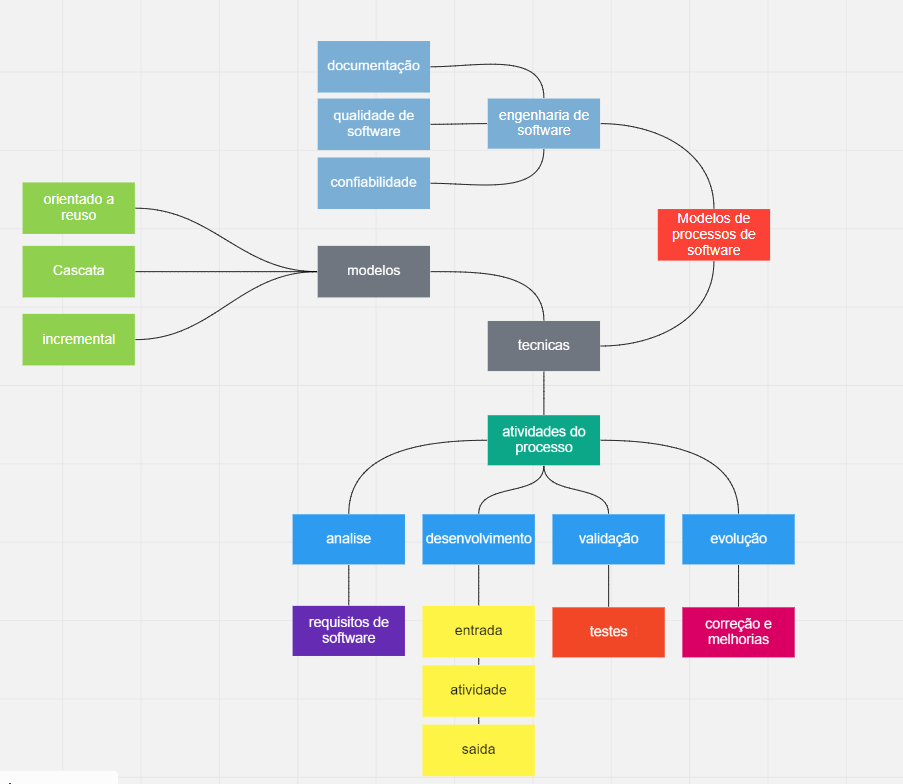 documentação
qualidade de
software
confiabilidade
engenharia de
software
Modelos de
processos de
software
orientado a
reuso
Cascata
incremental
modelos
tecnicas
atividades do
processo
analise
desenvolvimento
validação
evolução
requisitos de
software
entrada
testes
correção e
melhorias
atividade
saida